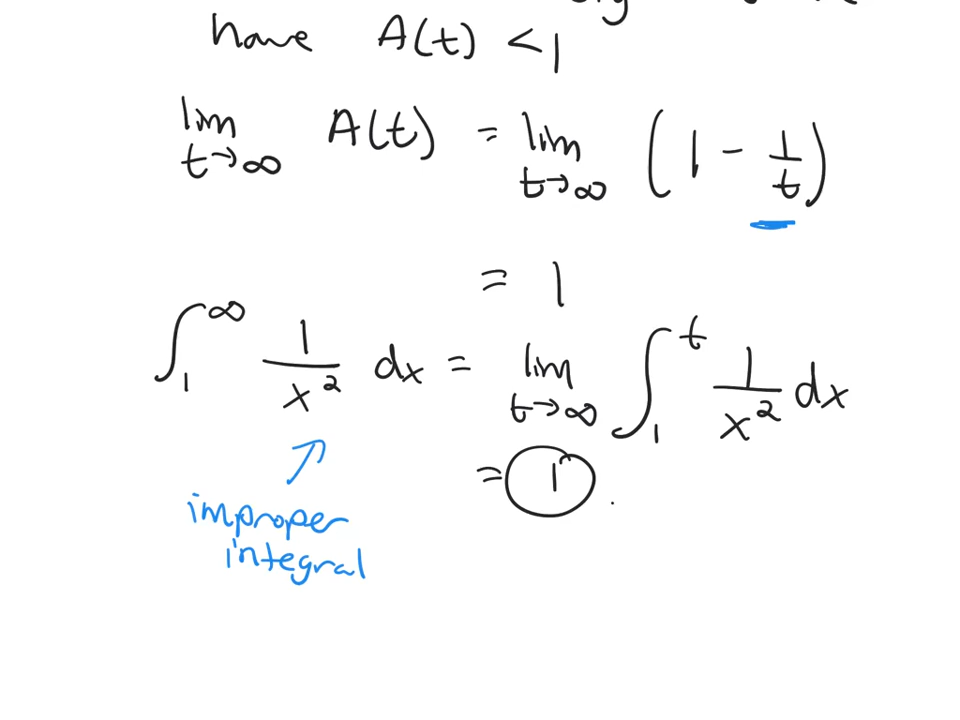 have A(t) < 1
lim t→∞ A(t) = lim t→∞ (1 - 1/t)
= 1
∫₁^∞ 1/x² dx = lim t→∞ ∫₁^t 1/x² dx
= 1
improper
integral